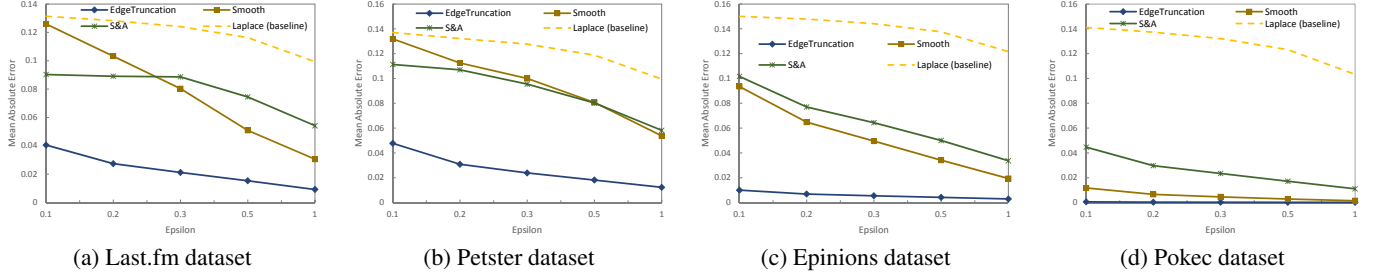 EdgeTruncation Smooth
S&A Laplace (baseline)
Mean Absolute Error
0.14
0.12
0.1
0.08
0.06
0.04
0.02
0
0.1 0.2 0.3 0.5 1
Epsilon
(a) Last.fm dataset
EdgeTruncation Smooth
S&A Laplace (baseline)
Mean Absolute Error
0.16
0.14
0.12
0.1
0.08
0.06
0.04
0.02
0
0.1 0.2 0.3 0.5 1
Epsilon
(b) Petster dataset
EdgeTruncation Smooth
S&A Laplace (baseline)
Mean Absolute Error
0.16
0.14
0.12
0.1
0.08
0.06
0.04
0.02
0
0.1 0.2 0.3 0.5 1
Epsilon
(c) Epinions dataset
EdgeTruncation Smooth
S&A Laplace (baseline)
Mean Absolute Error
0.16
0.14
0.12
0.1
0.08
0.06
0.04
0.02
0
0.1 0.2 0.3 0.5 1
Epsilon
(d) Pokec dataset